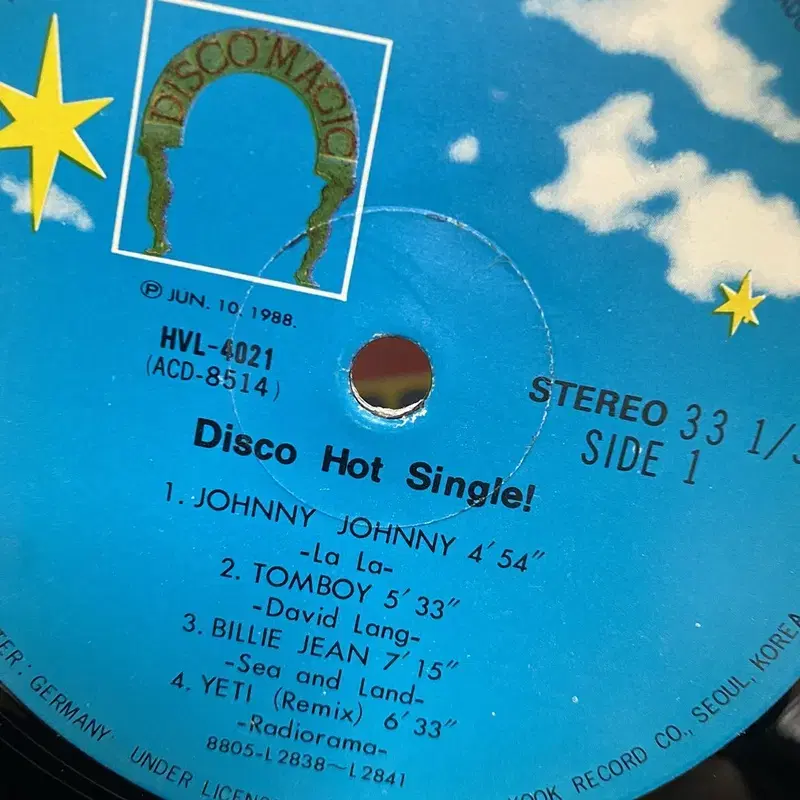 DISCO MAGIC
Ⓟ JUN. 10. 1988.
HVL-4021
(ACD-8514)
STEREO 33 1/3
SIDE 1
Disco Hot Single!
1. JOHNNY JOHNNY 4′54″
-La La-
2. TOMBOY 5′33″
-David Lang-
3. BILLIE JEAN 7′15″
-Sea and Land-
4. YETI (Remix) 6′33″
-Radiorama-
8805-L2838~L2841
GERMANY. UNDER
RECORD CO., SEOUL, KOREA